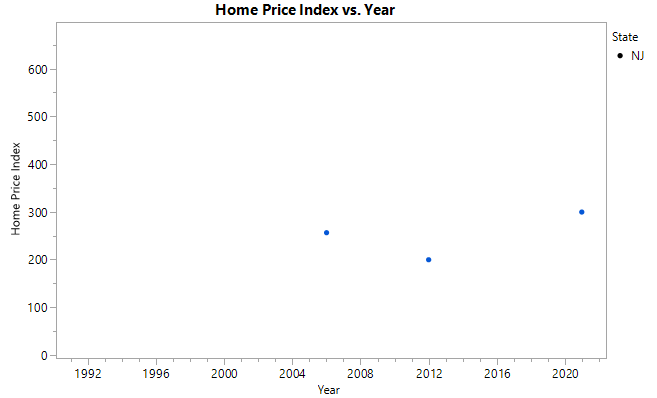 Home Price Index vs. Year
State
NJ
600
500
400
300
200
100
0
Home Price Index
1992 1996 2000 2004 2008 2012 2016 2020
Year